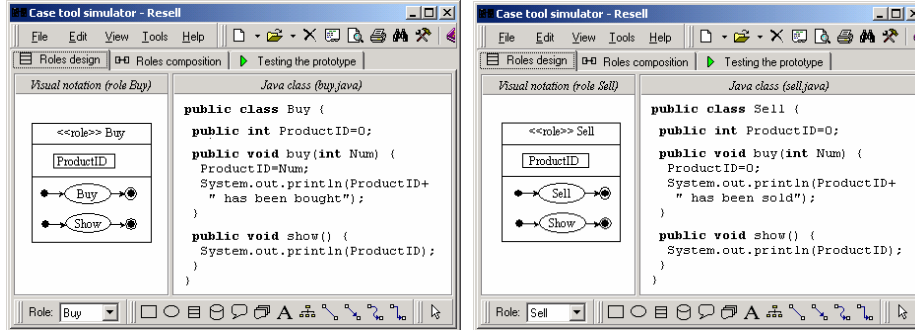 Case tool simulator - Resell
File Edit View Tools Help
Roles design Roles composition Testing the prototype
Visual notation (role Buy) Java class (buy.java)
<<role>> Buy
ProductID
Buy
Show
public class Buy {
public int ProductID=0;
public void buy(int Num) {
ProductID=Num;
System.out.println(ProductID+
" has been bought");
}
public void show() {
System.out.println(ProductID);
}
}
Role: Buy
A
Case tool simulator - Resell
File Edit View Tools Help
Roles design Roles composition Testing the prototype
Visual notation (role Sell) Java class (sell.java)
<<role>> Sell
ProductID
Sell
Show
public class Sell {
public int ProductID=0;
public void buy(int Num) {
ProductID=0;
System.out.println(ProductID+
" has been sold");
}
public void show() {
System.out.println(ProductID);
}
}
Role: Sell
A